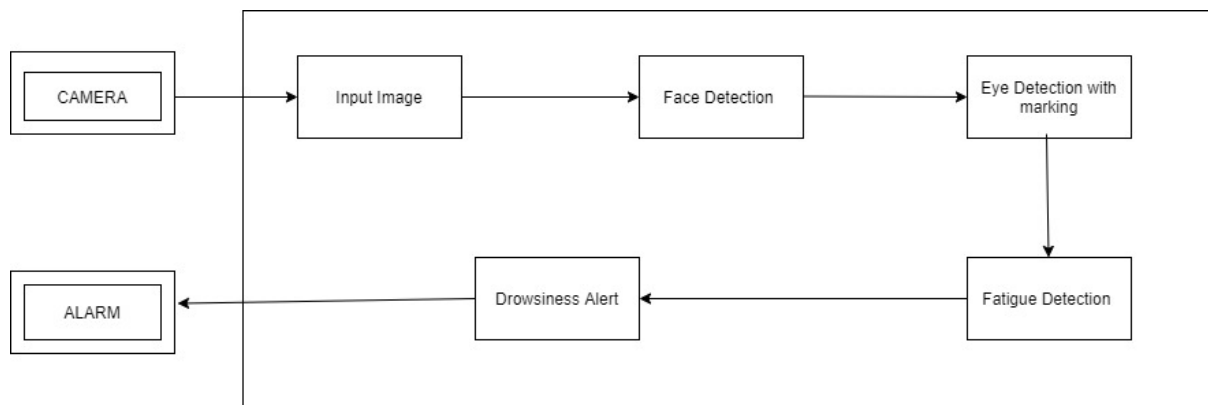 CAMERA
Input Image
Face Detection
Eye Detection with
marking
ALARM
Drowsiness Alert
Fatigue Detection